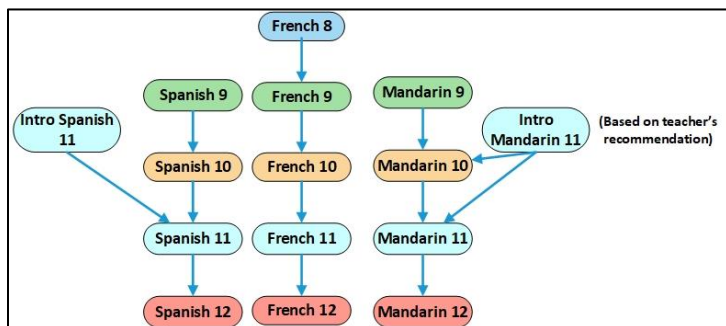 French 8
Spanish 9
French 9
Mandarin 9
Intro Spanish
11
Intro
Mandarin 11
(Based on teacher's
recommendation)
Spanish 10
French 10
Mandarin 10
Spanish 11
French 11
Mandarin 11
Spanish 12
French 12
Mandarin 12